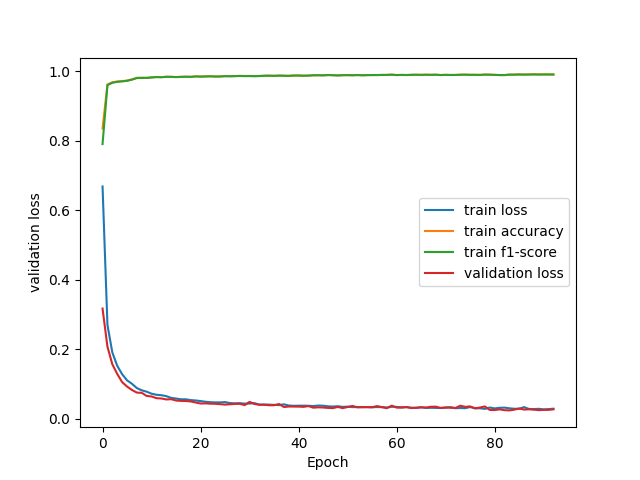 1.0
0.8
0.6
0.4
0.2
0.0
validation loss
train loss
train accuracy
train f1-score
validation loss
0 20 40 60 80
Epoch